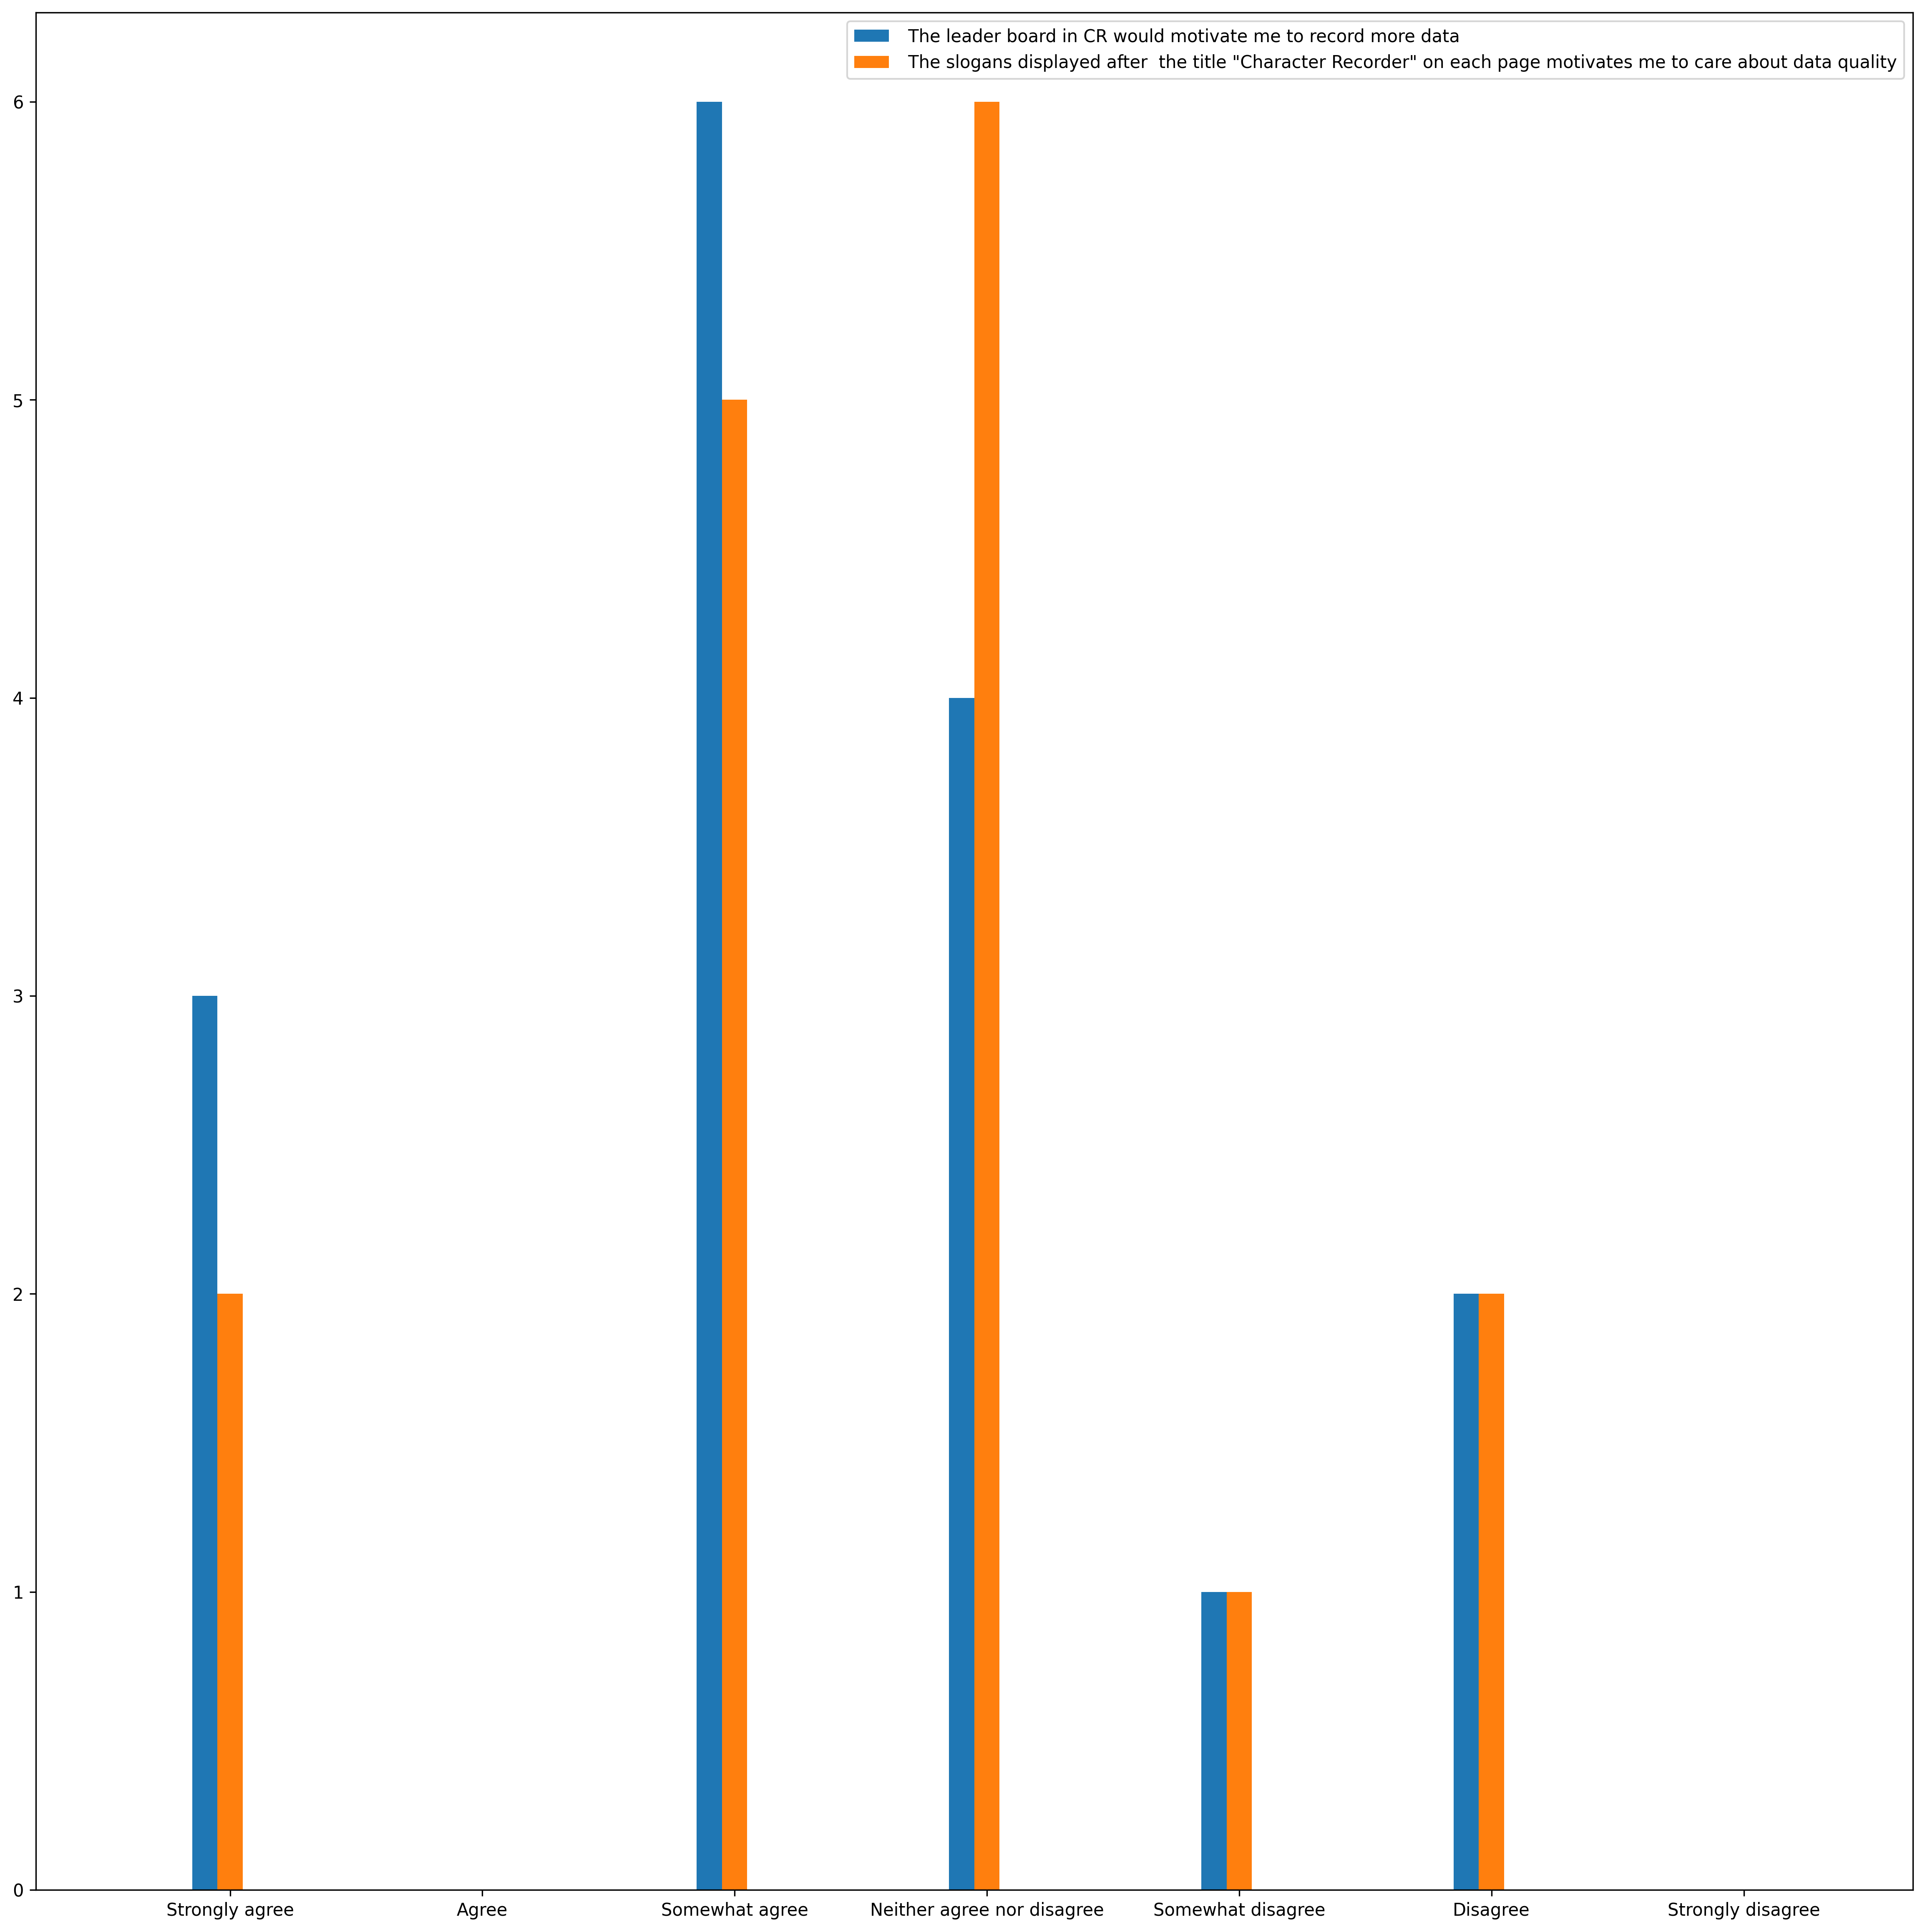 The leader board in CR would motivate me to record more data
The slogans displayed after  the title "Character Recorder" on each page motivates me to care about data quality
6
5
4
3
2
1
0
Strongly agree Agree Somewhat agree Neither agree nor disagree Somewhat disagree Disagree Strongly disagree